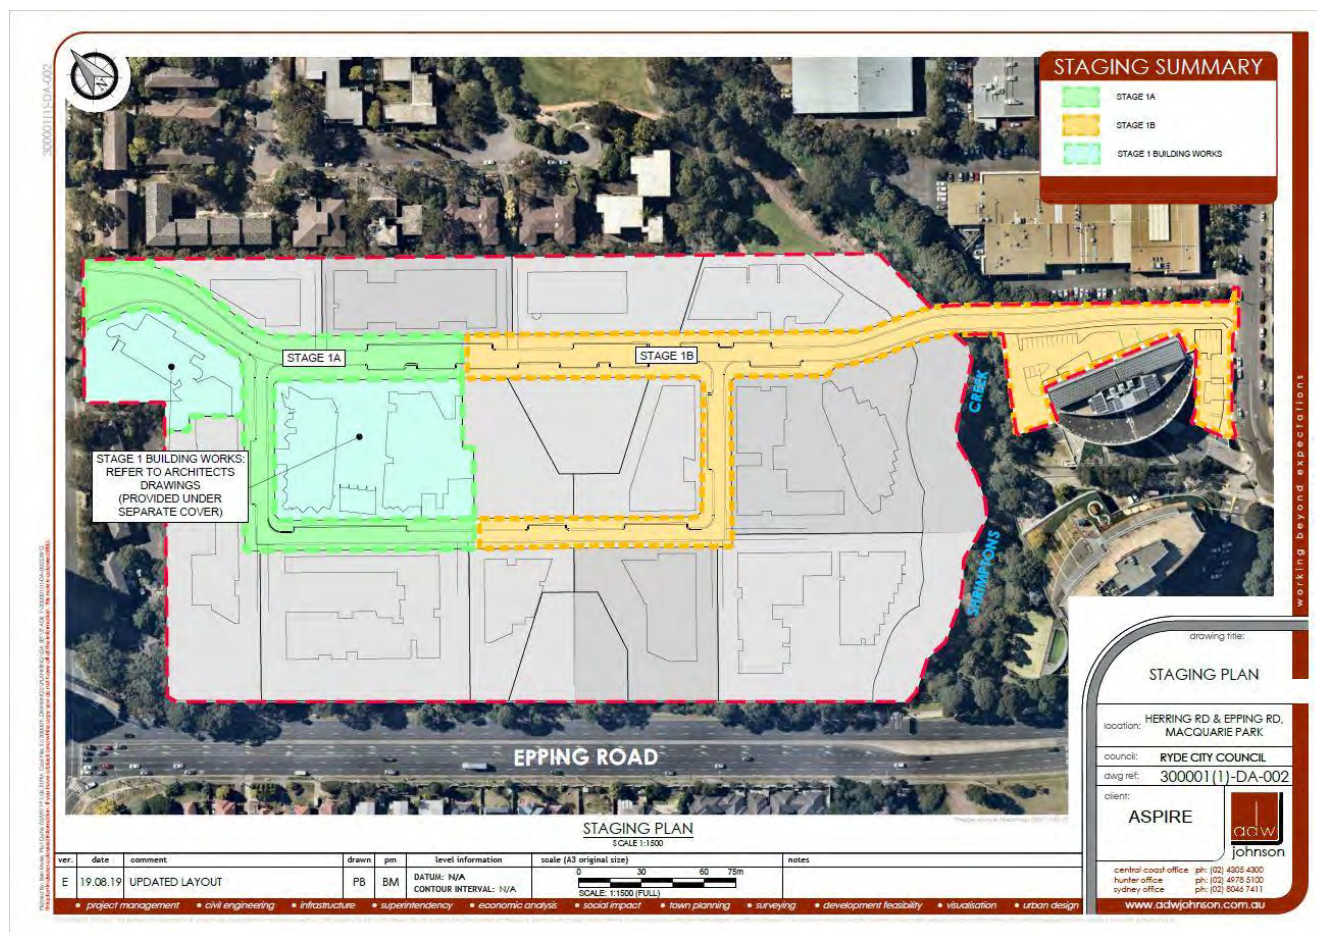 300001(1)-DA-002
STAGING SUMMARY
STAGE 1A
STAGE 1B
STAGE 1 BUILDING WORKS
STAGE 1A
STAGE 1B
CREEK
SHRIMPTONS
STAGE 1 BUILDING WORKS:
REFER TO ARCHITECTS
DRAWINGS
(PROVIDED UNDER
SEPARATE COVER)
EPPING ROAD
working beyond expectations
drawing title:
STAGING PLAN
location: HERRING RD & EPPING RD,
MACQUARIE PARK
council: RYDE CITY COUNCIL
dwg ref: 300001(1)-DA-002
client:
ASPIRE
adw
johnson
central coast office ph: (02) 4305 4300
hunter office ph: (02) 4978 5100
sydney office ph: (02) 8046 7411
www.adwjohnson.com.au
STAGING PLAN
SCALE 1:1500
ver. date comment drawn pm level information scale (A3 original size) notes
E 19.08.19 UPDATED LAYOUT PB BM
DATUM: N/A
CONTOUR INTERVAL: N/A
0 30 60 75m
SCALE: 1:1500 (FULL)
• project management • civil engineering • infrastructure • superintendency • economic analysis • social impact • town planning • surveying • development feasibility • visualisation • urban design